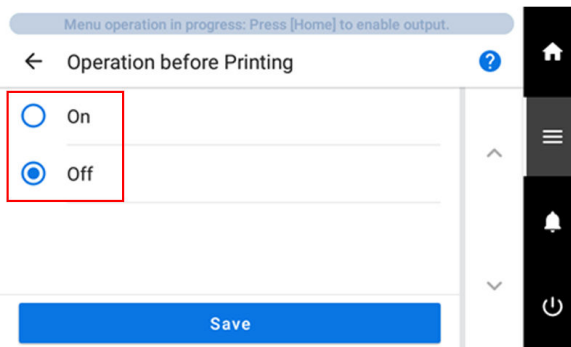 Menu operation in progress: Press [Home] to enable output.
Operation before Printing
?
On
Off
Save